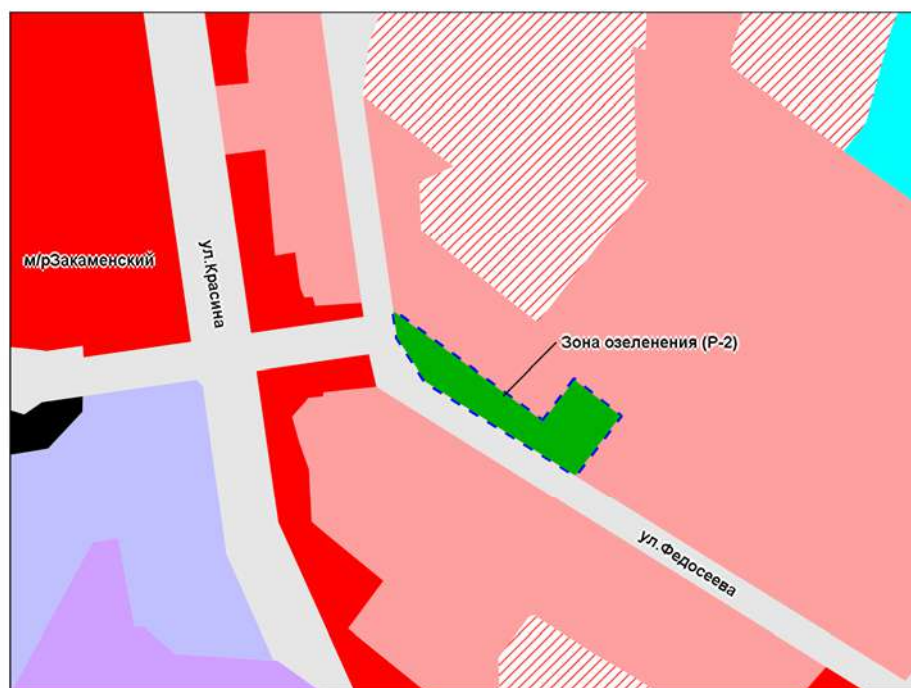 м/рЗакаменский
ул.Красина
Зона озеленения (Р-2)
ул.Федосеева